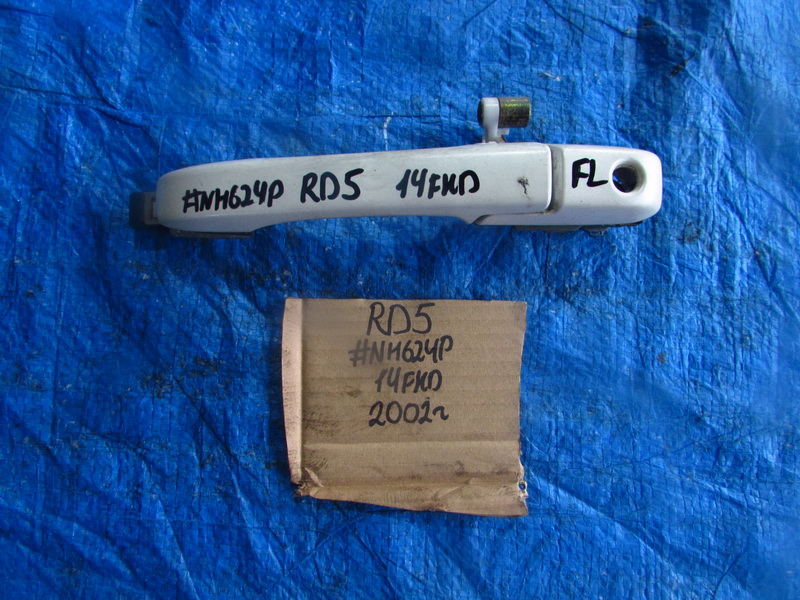 #NH624P RD5 14FKD FL
RD5
#NH624P
14FKD
2002г